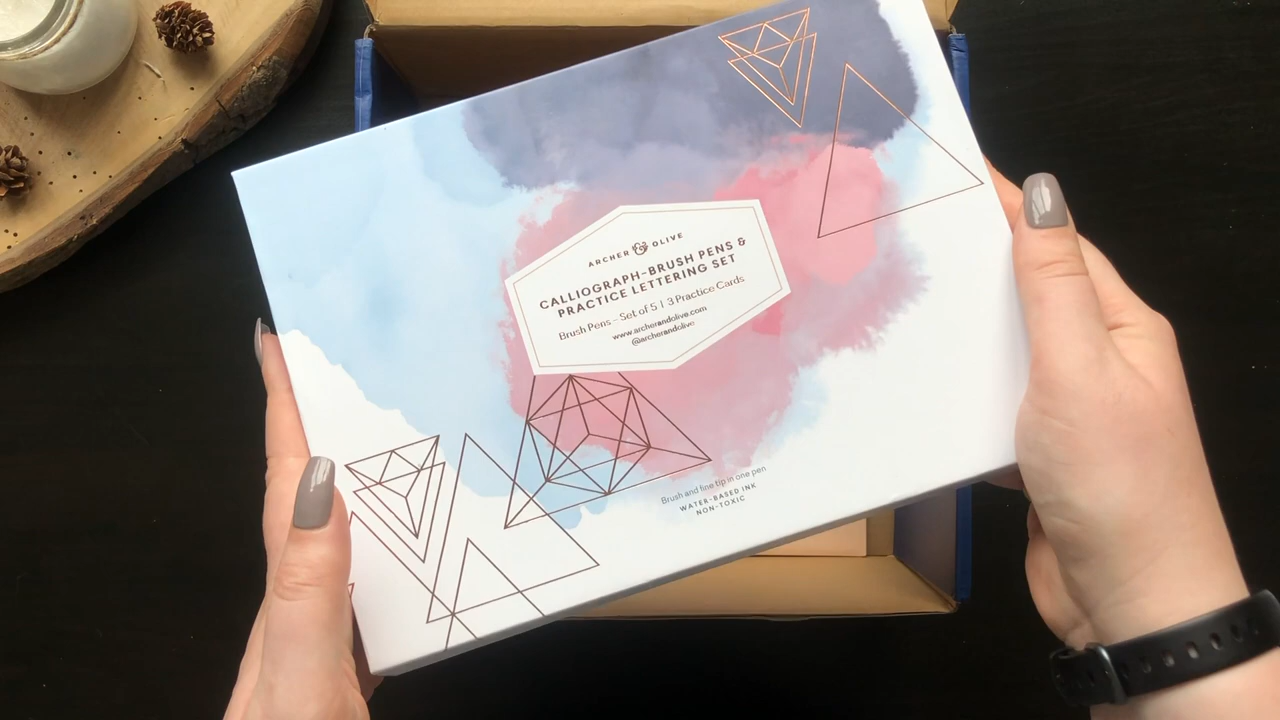 ARCHER & OLIVE
CALLIOGRAPH-BRUSH PENS &
PRACTICE LETTERING SET
Brush Pens - Set of 5 | 3 Practice Cards
www.archerandolive.com
@archerandolive
Brush and fine tip in one pen
WATER-BASED INK
NON-TOXIC